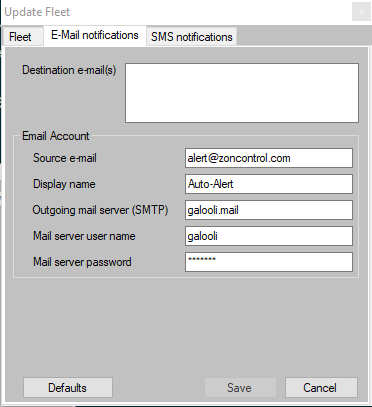 Update Fleet
x
Fleet
E-Mail notifications
SMS notifications
Destination e-mail(s)
Email Account
Source e-mail
alert@zoncontrol.com
Display name
Auto-Alert
Outgoing mail server (SMTP)
galooli.mail
Mail server user name
galooli
Mail server password
*******
Defaults
Save
Cancel